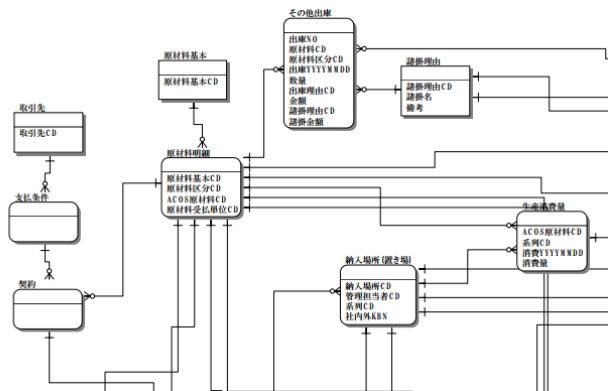 その他出庫
出庫NO
原材料CD
原材料区分CD
出庫YYYYMMDD
数量
出庫理由CD
金額
諸掛理由CD
諸掛金額
諸掛理由
諸掛理由CD
諸掛名
備考
原材料基本
原材料基本CD
取引先
取引先CD
原材料明細
原材料基本CD
原材料区分CD
ACOS原材料CD
原材料受払単位CD
支払条件
契約
生産消費量
ACOS原材料CD
系列CD
消費YYYYMMDD
消費量
納入場所(置き場)
納入場所CD
管理担当者CD
系列CD
社内外KBN